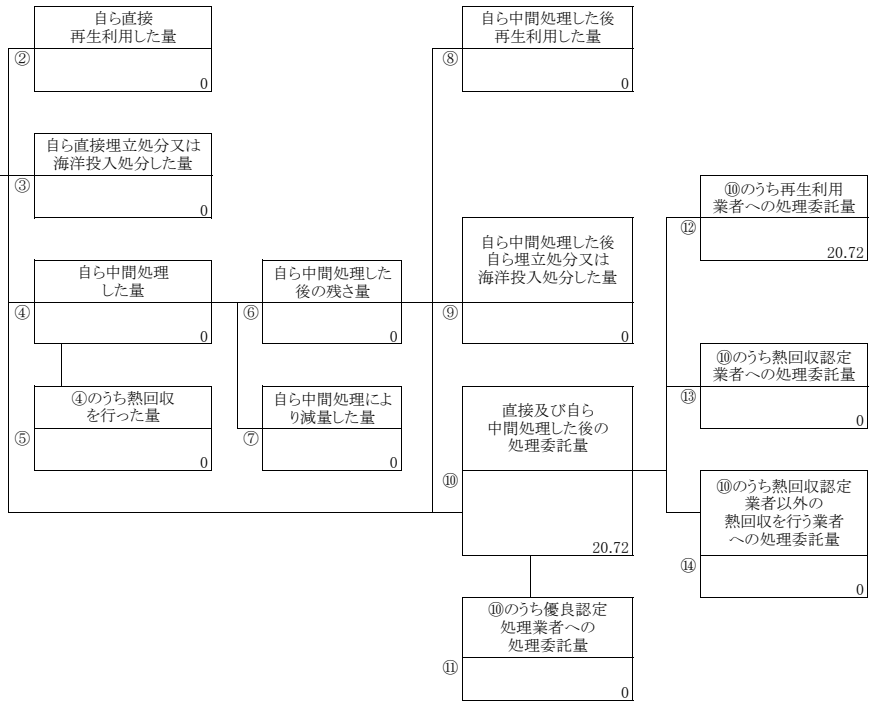 自ら直接
再生利用した量
②
0
自ら中間処理した後
再生利用した量
⑧
0
自ら直接埋立処分又は
海洋投入処分した量
③
0
⑩のうち再生利用
業者への処理委託量
⑫
20.72
自ら中間処理
した量
④
0
自ら中間処理した
後の残さ量
⑥
0
自ら中間処理した後
自ら埋立処分又は
海洋投入処分した量
⑨
0
⑩のうち熱回収認定
業者への処理委託量
⑬
0
④のうち熱回収
を行った量
⑤
0
自ら中間処理によ
り減量した量
⑦
0
直接及び自ら
中間処理した後の
処理委託量
⑩
20.72
⑩のうち熱回収認定
業者以外の
熱回収を行う業者
への処理委託量
⑭
0
⑩のうち優良認定
処理業者への
処理委託量
⑪
0